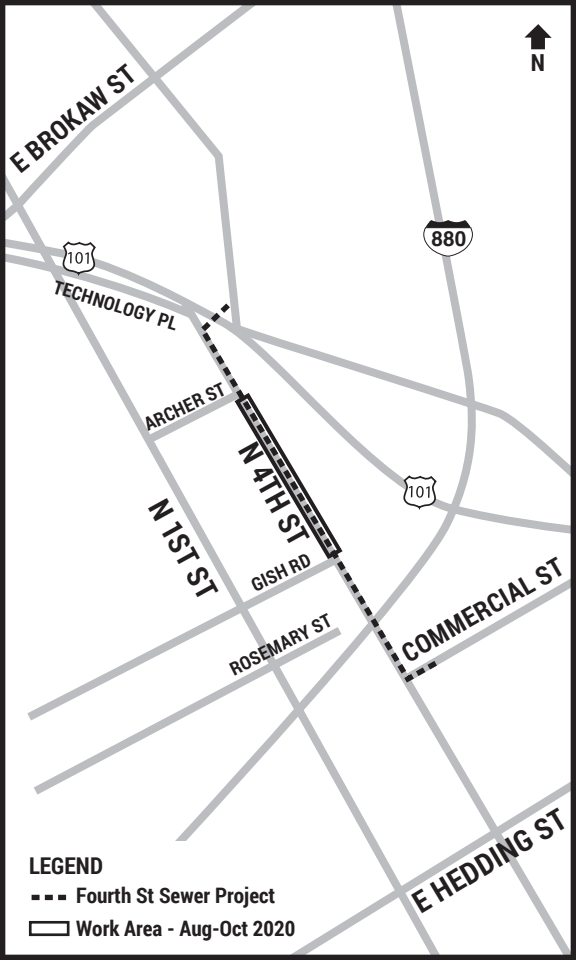 N
E BROKAW ST
880
101
TECHNOLOGY PL
ARCHER ST
N 4TH ST
101
N 1ST ST
GISH RD
COMMERCIAL ST
ROSEMARY ST
E HEDDING ST
LEGEND
Fourth St Sewer Project
Work Area - Aug-Oct 2020